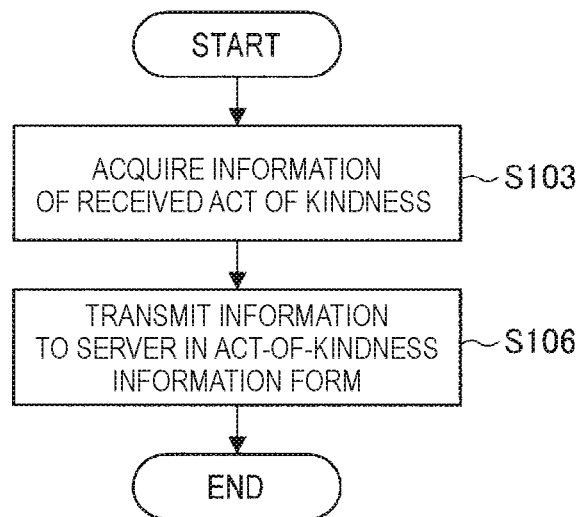 START
ACQUIRE INFORMATION
OF RECEIVED ACT OF KINDNESS
S103
TRANSMIT INFORMATION
TO SERVER IN ACT-OF-KINDNESS
INFORMATION FORM
S106
END